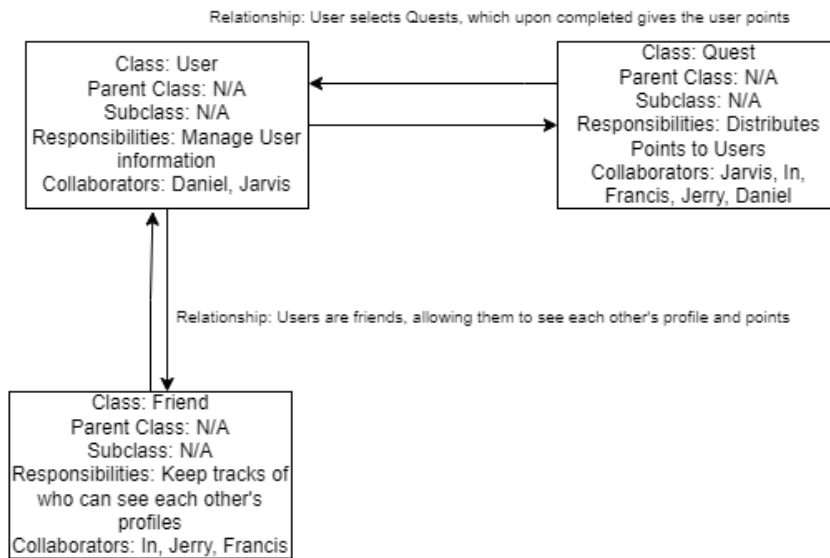 Relationship: User selects Quests, which upon completed gives the user points
Class: User
Parent Class: N/A
Subclass: N/A
Responsibilities: Manage User
information
Collaborators: Daniel, Jarvis
Class: Quest
Parent Class: N/A
Subclass: N/A
Responsibilities: Distributes
Points to Users
Collaborators: Jarvis, In,
Francis, Jerry, Daniel
Relationship: Users are friends, allowing them to see each other's profile and points
Class: Friend
Parent Class: N/A
Subclass: N/A
Responsibilities: Keep tracks of
who can see each other's
profiles
Collaborators: In, Jerry, Francis